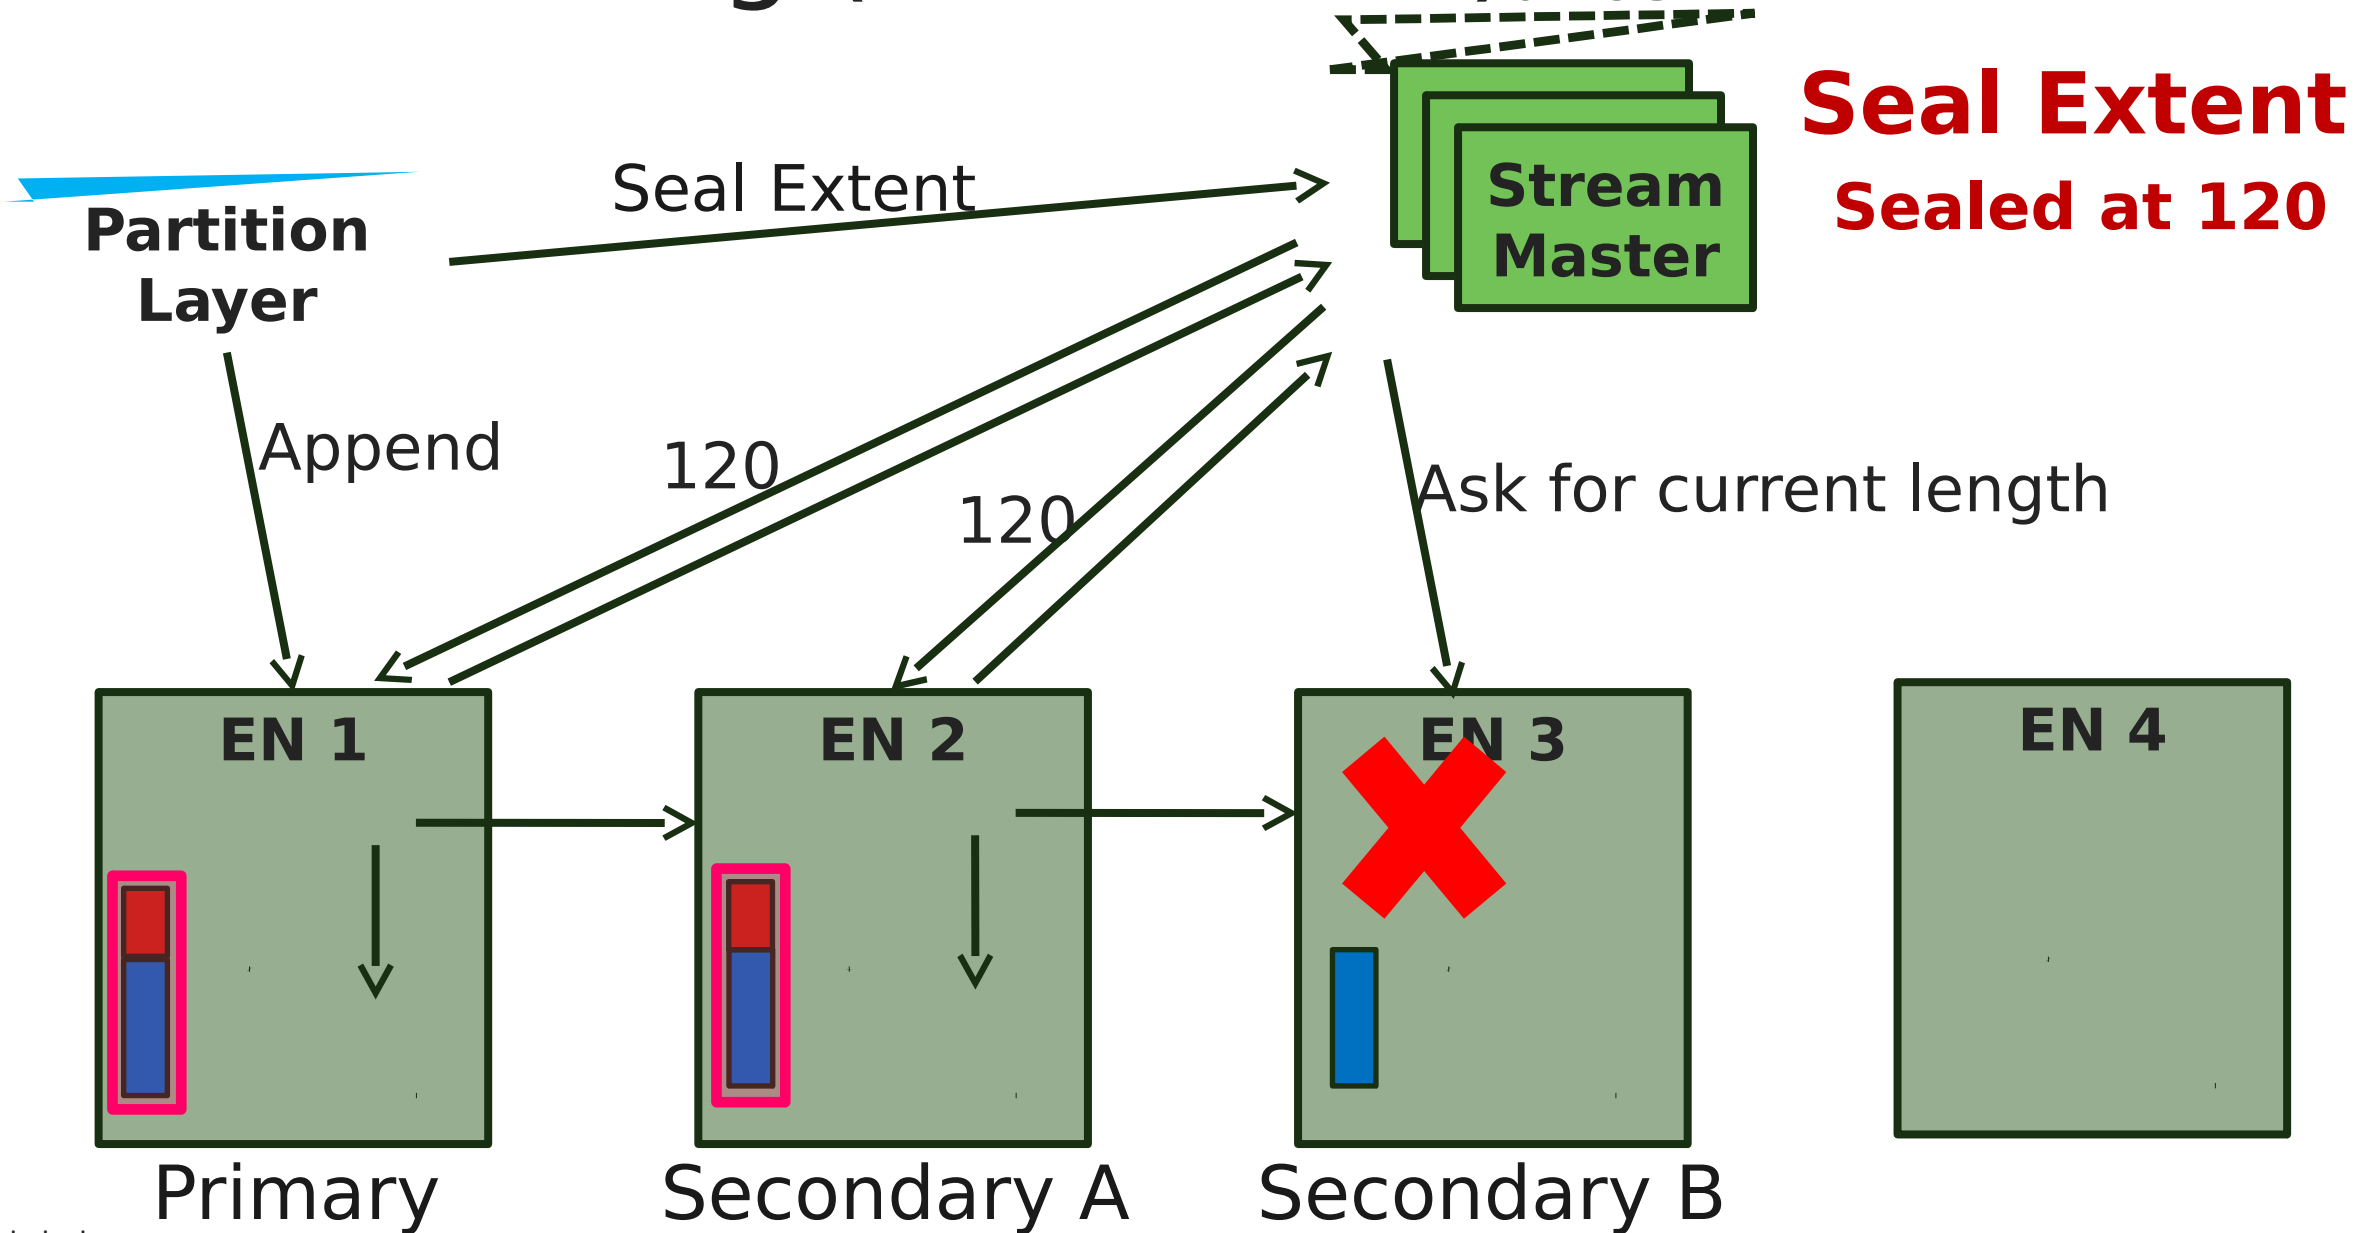 Seal Extent
Seal Extent
Sealed at 120
Stream
Master
Partition
Layer
Append
120
120
Ask for current length
EN 1
EN 2
EN 3
EN 4
Primary
Secondary A
Secondary B